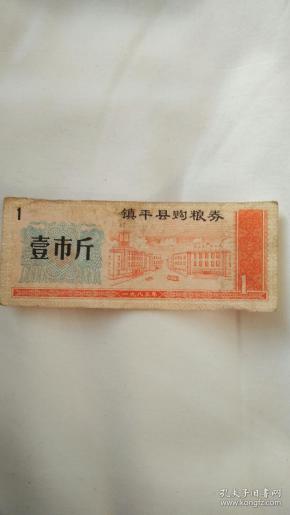 1 镇平县购粮券
壹市斤
1
一九八三年
孔夫子旧书网